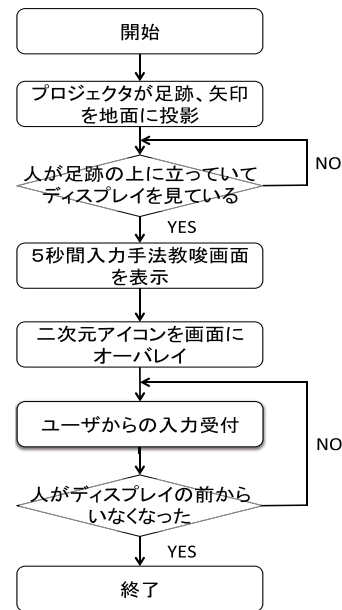 開始
プロジェクタが足跡、矢印
を地面に投影
人が足跡の上に立っていて
ディスプレイを見ている
NO
YES
5秒間入力手法教唆画面
を表示
二次元アイコンを画面に
オーバレイ
ユーザからの入力受付
NO
人がディスプレイの前から
いなくなった
YES
終了